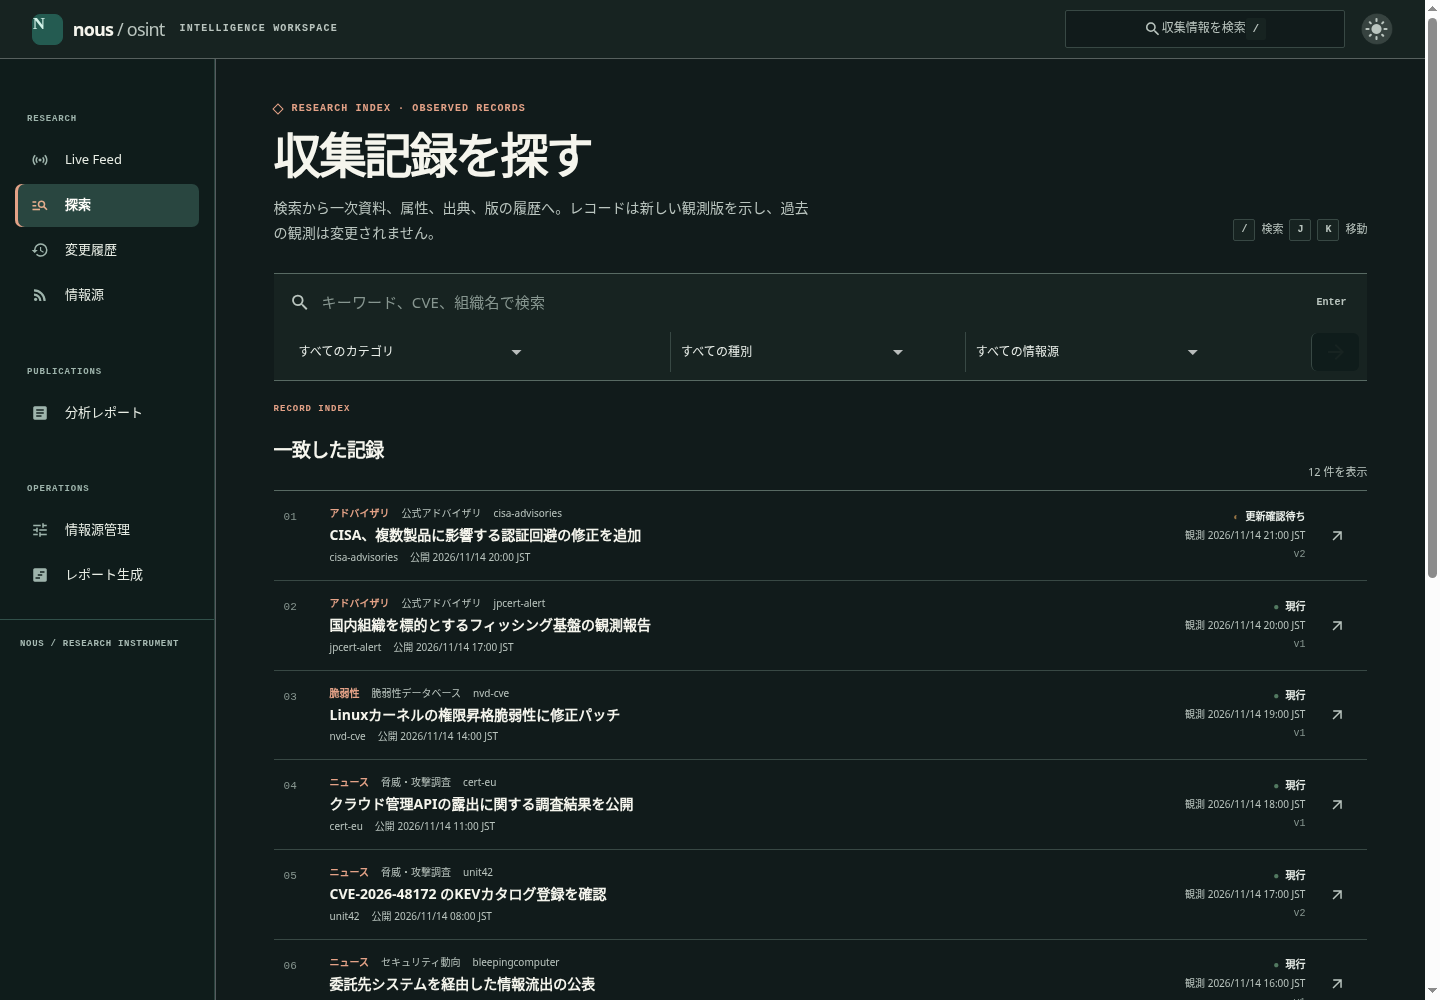 N
nous / osint INTELLIGENCE WORKSPACE
収集情報を検索 /
RESEARCH
Live Feed
探索
変更履歴
情報源
PUBLICATIONS
分析レポート
OPERATIONS
情報源管理
レポート生成
NOUS / RESEARCH INSTRUMENT
RESEARCH INDEX · OBSERVED RECORDS
収集記録を探す
検索から一次資料、属性、出典、版の履歴へ。レコードは新しい観測版を示し、過去
の観測は変更されません。
/ 検索 J K 移動
キーワード、CVE、組織名で検索 Enter
すべてのカテゴリ すべての種別 すべての情報源
RECORD INDEX
一致した記録
12 件を表示
01 アドバイザリ 公式アドバイザリ cisa-advisories
CISA、複数製品に影響する認証回避の修正を追加
cisa-advisories 公開 2026/11/14 20:00 JST
更新確認待ち
観測 2026/11/14 21:00 JST
v2
02 アドバイザリ 公式アドバイザリ jpcert-alert
国内組織を標的とするフィッシング基盤の観測報告
jpcert-alert 公開 2026/11/14 17:00 JST
現行
観測 2026/11/14 20:00 JST
v1
03 脆弱性 脆弱性データベース nvd-cve
Linuxカーネルの権限昇格脆弱性に修正パッチ
nvd-cve 公開 2026/11/14 14:00 JST
現行
観測 2026/11/14 19:00 JST
v1
04 ニュース 脅威・攻撃調査 cert-eu
クラウド管理APIの露出に関する調査結果を公開
cert-eu 公開 2026/11/14 11:00 JST
現行
観測 2026/11/14 18:00 JST
v1
05 ニュース 脅威・攻撃調査 unit42
CVE-2026-48172 のKEVカタログ登録を確認
unit42 公開 2026/11/14 08:00 JST
現行
観測 2026/11/14 17:00 JST
v2
06 ニュース セキュリティ動向 bleepingcomputer
委託先システムを経由した情報流出の公表
現行
観測 2026/11/14 16:00 JST